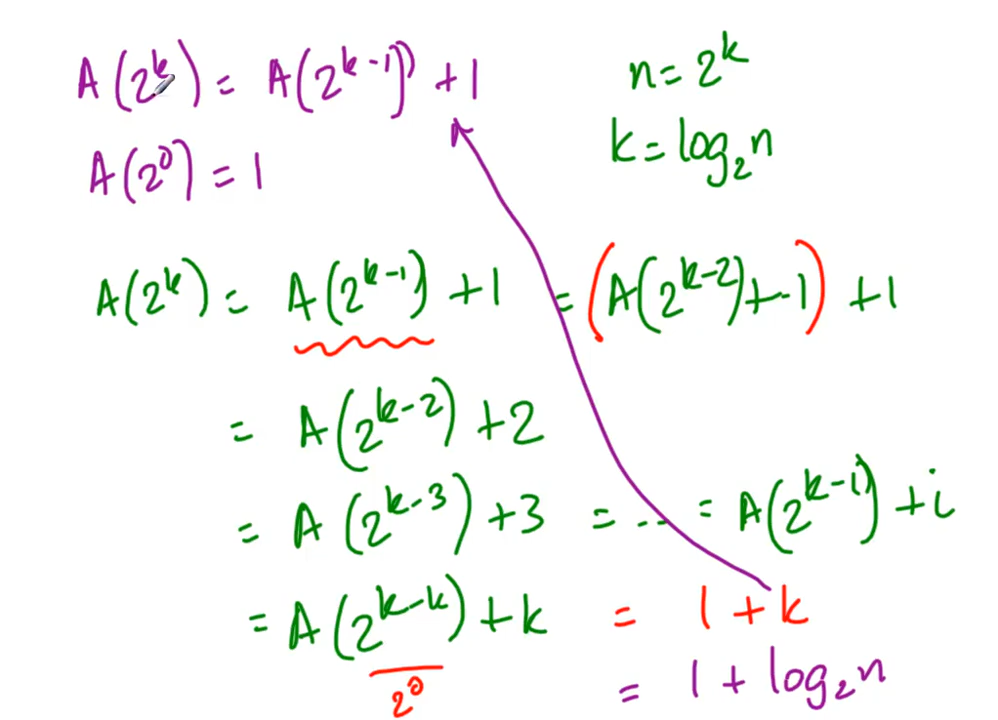 A(2^k) = A(2^(k-1)) + 1
n = 2^k
A(2^0) = 1
k = log₂n
A(2^k) = A(2^(k-1)) + 1 = (A(2^(k-2)) + 1) + 1
= A(2^(k-2)) + 2
= A(2^(k-3)) + 3 = ... = A(2^(k-i)) + i
= A(2^(k-k)) + k = 1 + k
2^0
= 1 + log₂n